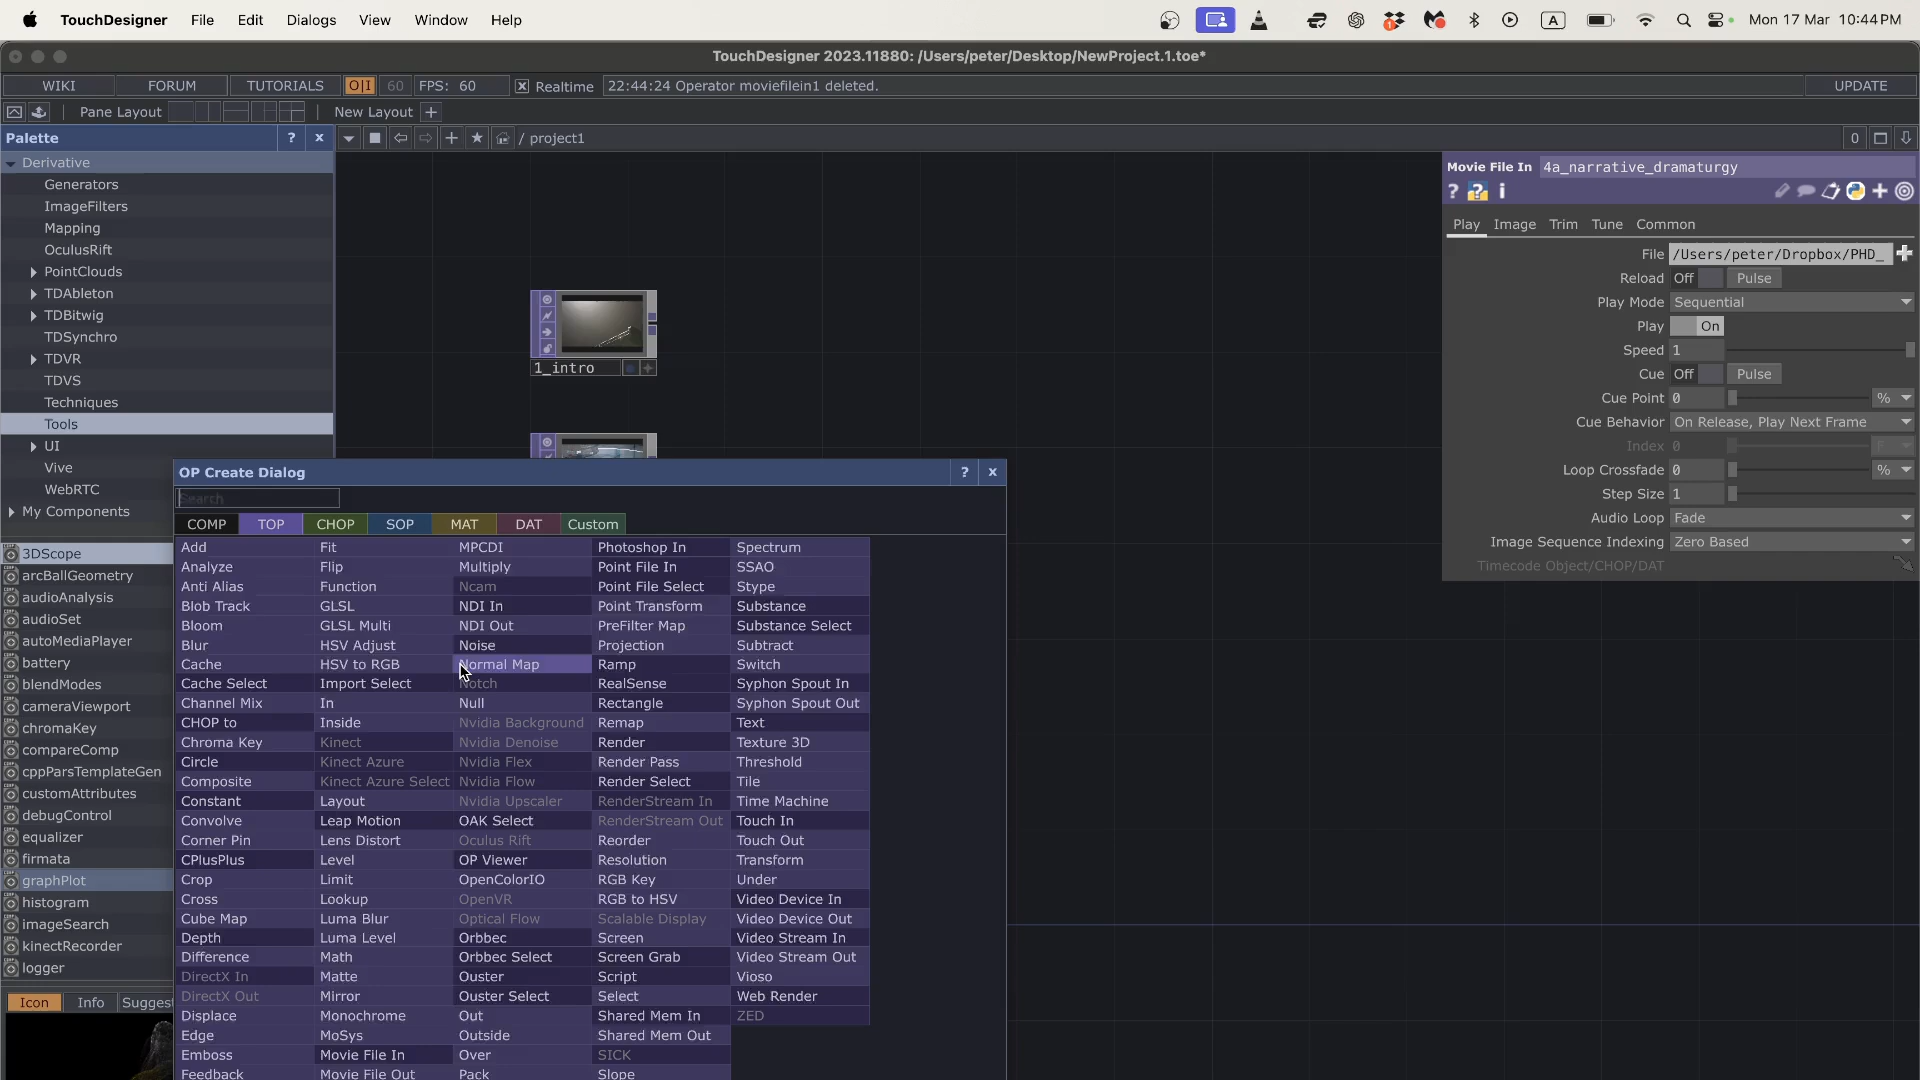 TouchDesigner File Edit Dialogs View Window Help A Mon 17 Mar 10:44 PM
TouchDesigner 2023.11880: /Users/peter/Desktop/NewProject.1.toe*
WIKI FORUM TUTORIALS O|I 60 FPS: 60 Realtime 22:44:24 Operator moviefilein1 deleted. UPDATE
Pane Layout New Layout +
Palette ? x / project1 0
Derivative
Generators
ImageFilters
Mapping
OculusRift
PointClouds
TDAbleton
TDBitwig
TDSynchro
TDVR
TDVS
Techniques
Tools
UI
Vive
WebRTC
My Components
3DScope
arcBallGeometry
audioAnalysis
audioSet
autoMediaPlayer
battery
blendModes
cameraViewport
chromaKey
compareComp
cppParsTemplateGen
customAttributes
debugControl
equalizer
firmata
graphPlot
histogram
imageSearch
kinectRecorder
logger
Icon Info Sugges
1_intro
OP Create Dialog ? x
Search
COMP TOP CHOP SOP MAT DAT Custom
Add Fit MPCDI Photoshop In Spectrum
Analyze Flip Multiply Point File In SSAO
Anti Alias Function Ncam Point File Select Stype
Blob Track GLSL NDI In Point Transform Substance
Bloom GLSL Multi NDI Out PreFilter Map Substance Select
Blur HSV Adjust Noise Projection Subtract
Cache HSV to RGB Normal Map Ramp Switch
Cache Select Import Select Notch RealSense Syphon Spout In
Channel Mix In Null Rectangle Syphon Spout Out
CHOP to Inside Nvidia Background Remap Text
Chroma Key Kinect Nvidia Denoise Render Texture 3D
Circle Kinect Azure Nvidia Flex Render Pass Threshold
Composite Kinect Azure Select Nvidia Flow Render Select Tile
Constant Layout Nvidia Upscaler RenderStream In Time Machine
Convolve Leap Motion OAK Select RenderStream Out Touch In
Corner Pin Lens Distort Oculus Rift Reorder Touch Out
CPlusPlus Level OP Viewer Resolution Transform
Crop Limit OpenColorIO RGB Key Under
Cross Lookup OpenVR RGB to HSV Video Device In
Cube Map Luma Blur Optical Flow Scalable Display Video Device Out
Depth Luma Level Orbbec Screen Video Stream In
Difference Math Orbbec Select Screen Grab Video Stream Out
DirectX In Matte Ouster Script Vioso
DirectX Out Mirror Ouster Select Select Web Render
Displace Monochrome Out Shared Mem In ZED
Edge MoSys Outside Shared Mem Out
Emboss Movie File In Over SICK
Feedback Movie File Out Pack Slope
Movie File In 4a_narrative_dramaturgy
? ? i
Play Image Trim Tune Common
File /Users/peter/Dropbox/PHD_
Reload Off Pulse
Play Mode Sequential
Play On
Speed 1
Cue Off Pulse
Cue Point 0 %
Cue Behavior On Release, Play Next Frame
Index 0 F
Loop Crossfade 0 %
Step Size 1
Audio Loop Fade
Image Sequence Indexing Zero Based
Timecode Object/CHOP/DAT